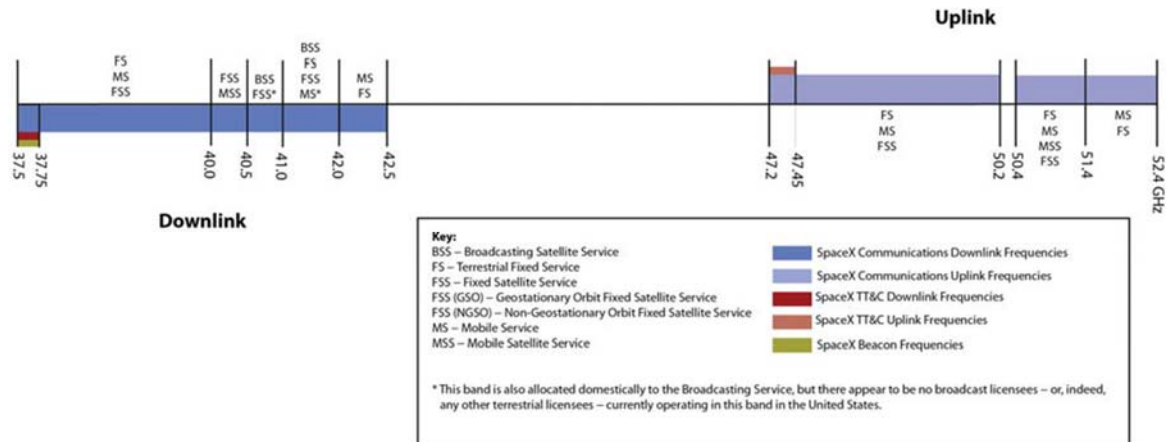 Uplink
FS
MS
FSS
FSS
MSS
BSS
FSS*
BSS
FS
FSS
MS*
MS
FS
37.5
37.75
40.0
40.5
41.0
42.0
42.5
Downlink
FS
MS
FSS
FS
MS
MSS
FSS
MS
FS
47.2
47.45
50.2
50.4
51.4
52.4 GHz
Key:
BSS – Broadcasting Satellite Service
FS – Terrestrial Fixed Service
FSS – Fixed Satellite Service
FSS (GSO) – Geostationary Orbit Fixed Satellite Service
FSS (NGSO) – Non-Geostationary Orbit Fixed Satellite Service
MS – Mobile Service
MSS – Mobile Satellite Service
SpaceX Communications Downlink Frequencies
SpaceX Communications Uplink Frequencies
SpaceX TT&C Downlink Frequencies
SpaceX TT&C Uplink Frequencies
SpaceX Beacon Frequencies
* This band is also allocated domestically to the Broadcasting Service, but there appear to be no broadcast licensees – or, indeed,
any other terrestrial licensees – currently operating in this band in the United States.